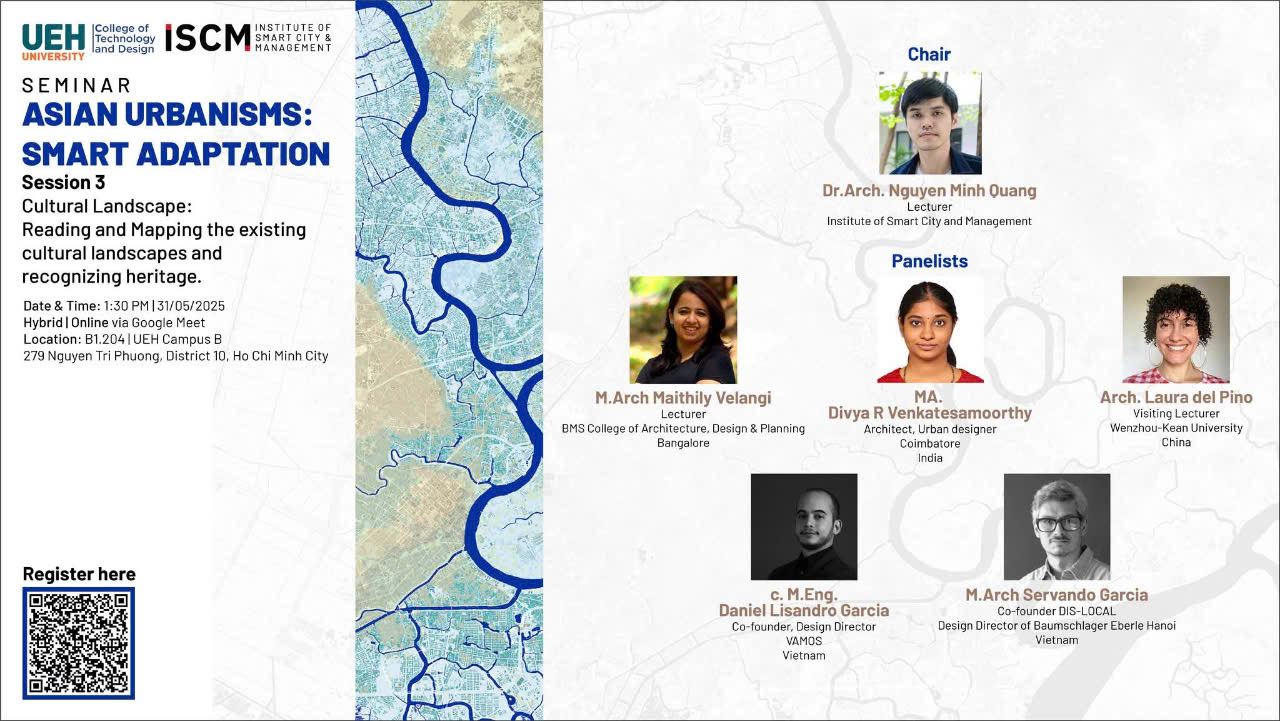 UEH
UNIVERSITY
College of
Technology
and Design
ISCM
INSTITUTE OF
SMART CITY &
MANAGEMENT
SEMINAR
ASIAN URBANISMS:
SMART ADAPTATION
Session 3
Cultural Landscape:
Reading and Mapping the existing
cultural landscapes and
recognizing heritage.
Date & Time: 1:30 PM | 31/05/2025
Hybrid | Online via Google Meet
Location: B1.204 | UEH Campus B
279 Nguyen Tri Phuong, District 10, Ho Chi Minh City
Register here
Chair
Dr.Arch. Nguyen Minh Quang
Lecturer
Institute of Smart City and Management
Panelists
M.Arch Maithily Velangi
Lecturer
BMS College of Architecture, Design & Planning
Bangalore
MA.
Divya R Venkatesamoorthy
Architect, Urban designer
Coimbatore
India
Arch. Laura del Pino
Visiting Lecturer
Wenzhou-Kean University
China
c. M.Eng.
Daniel Lisandro Garcia
Co-founder, Design Director
VAMOS
Vietnam
M.Arch Servando Garcia
Co-founder DIS-LOCAL
Design Director of Baumschlager Eberle Hanoi
Vietnam